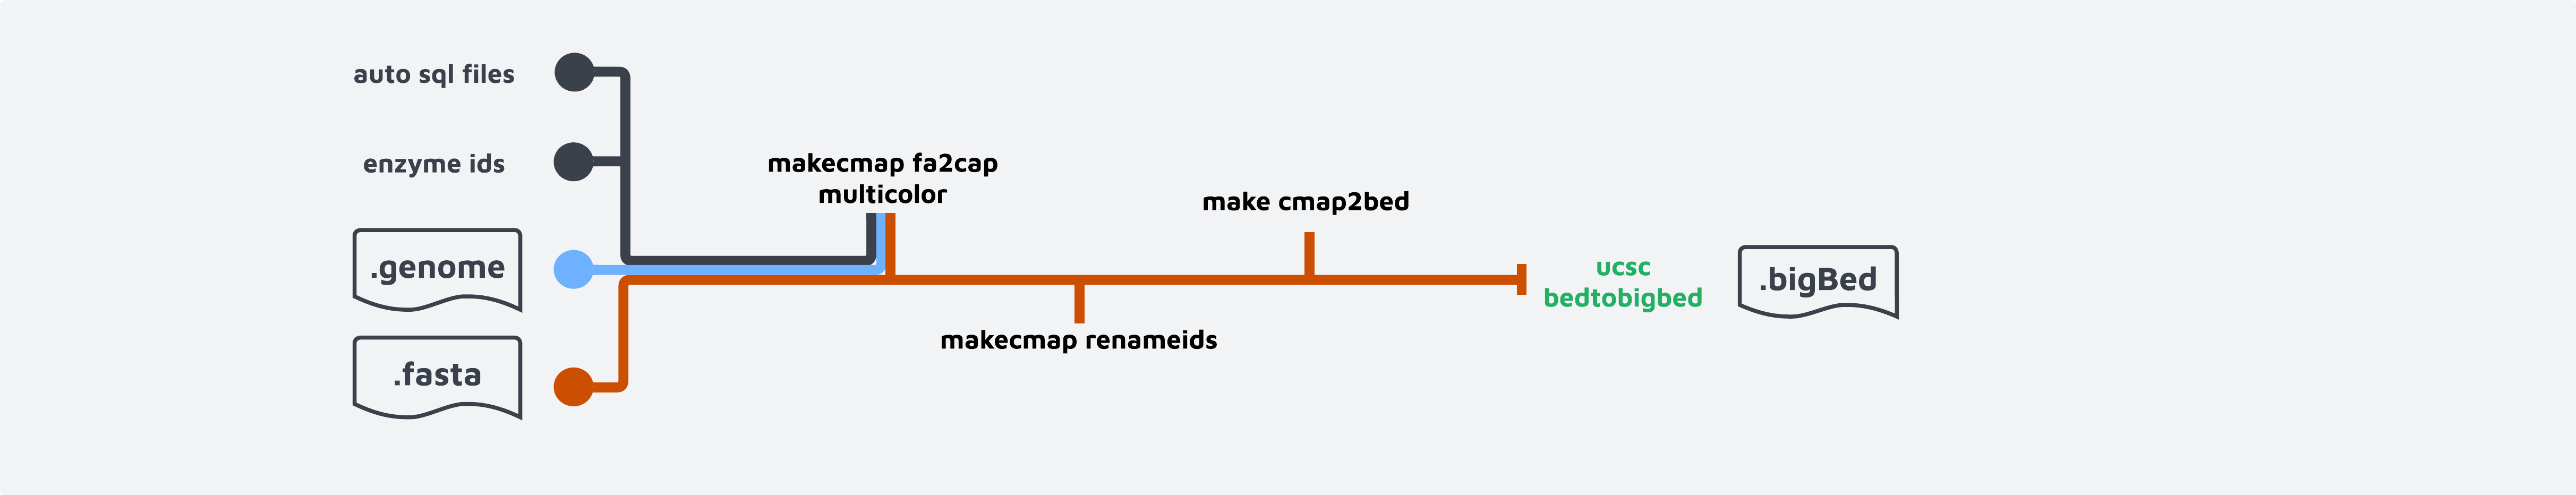 auto sql files
enzyme ids
.genome
.fasta
makecmap fa2cap
multicolor
makecmap renameids
make cmap2bed
ucsc
bedtobigbed
.bigBed